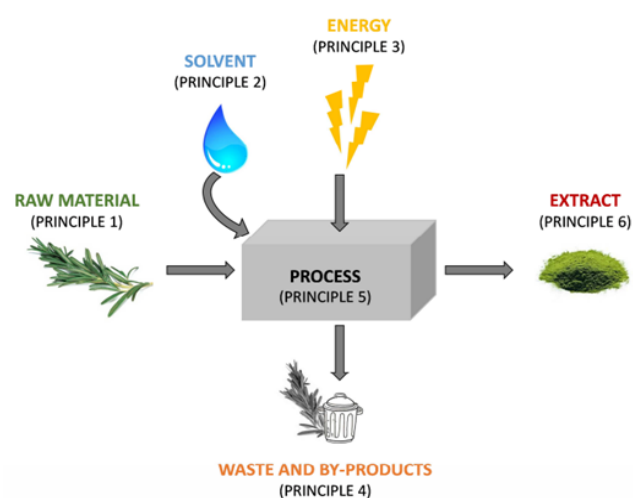 ENERGY
(PRINCIPLE 3)
SOLVENT
(PRINCIPLE 2)
RAW MATERIAL
(PRINCIPLE 1)
EXTRACT
(PRINCIPLE 6)
PROCESS
(PRINCIPLE 5)
WASTE AND BY-PRODUCTS
(PRINCIPLE 4)